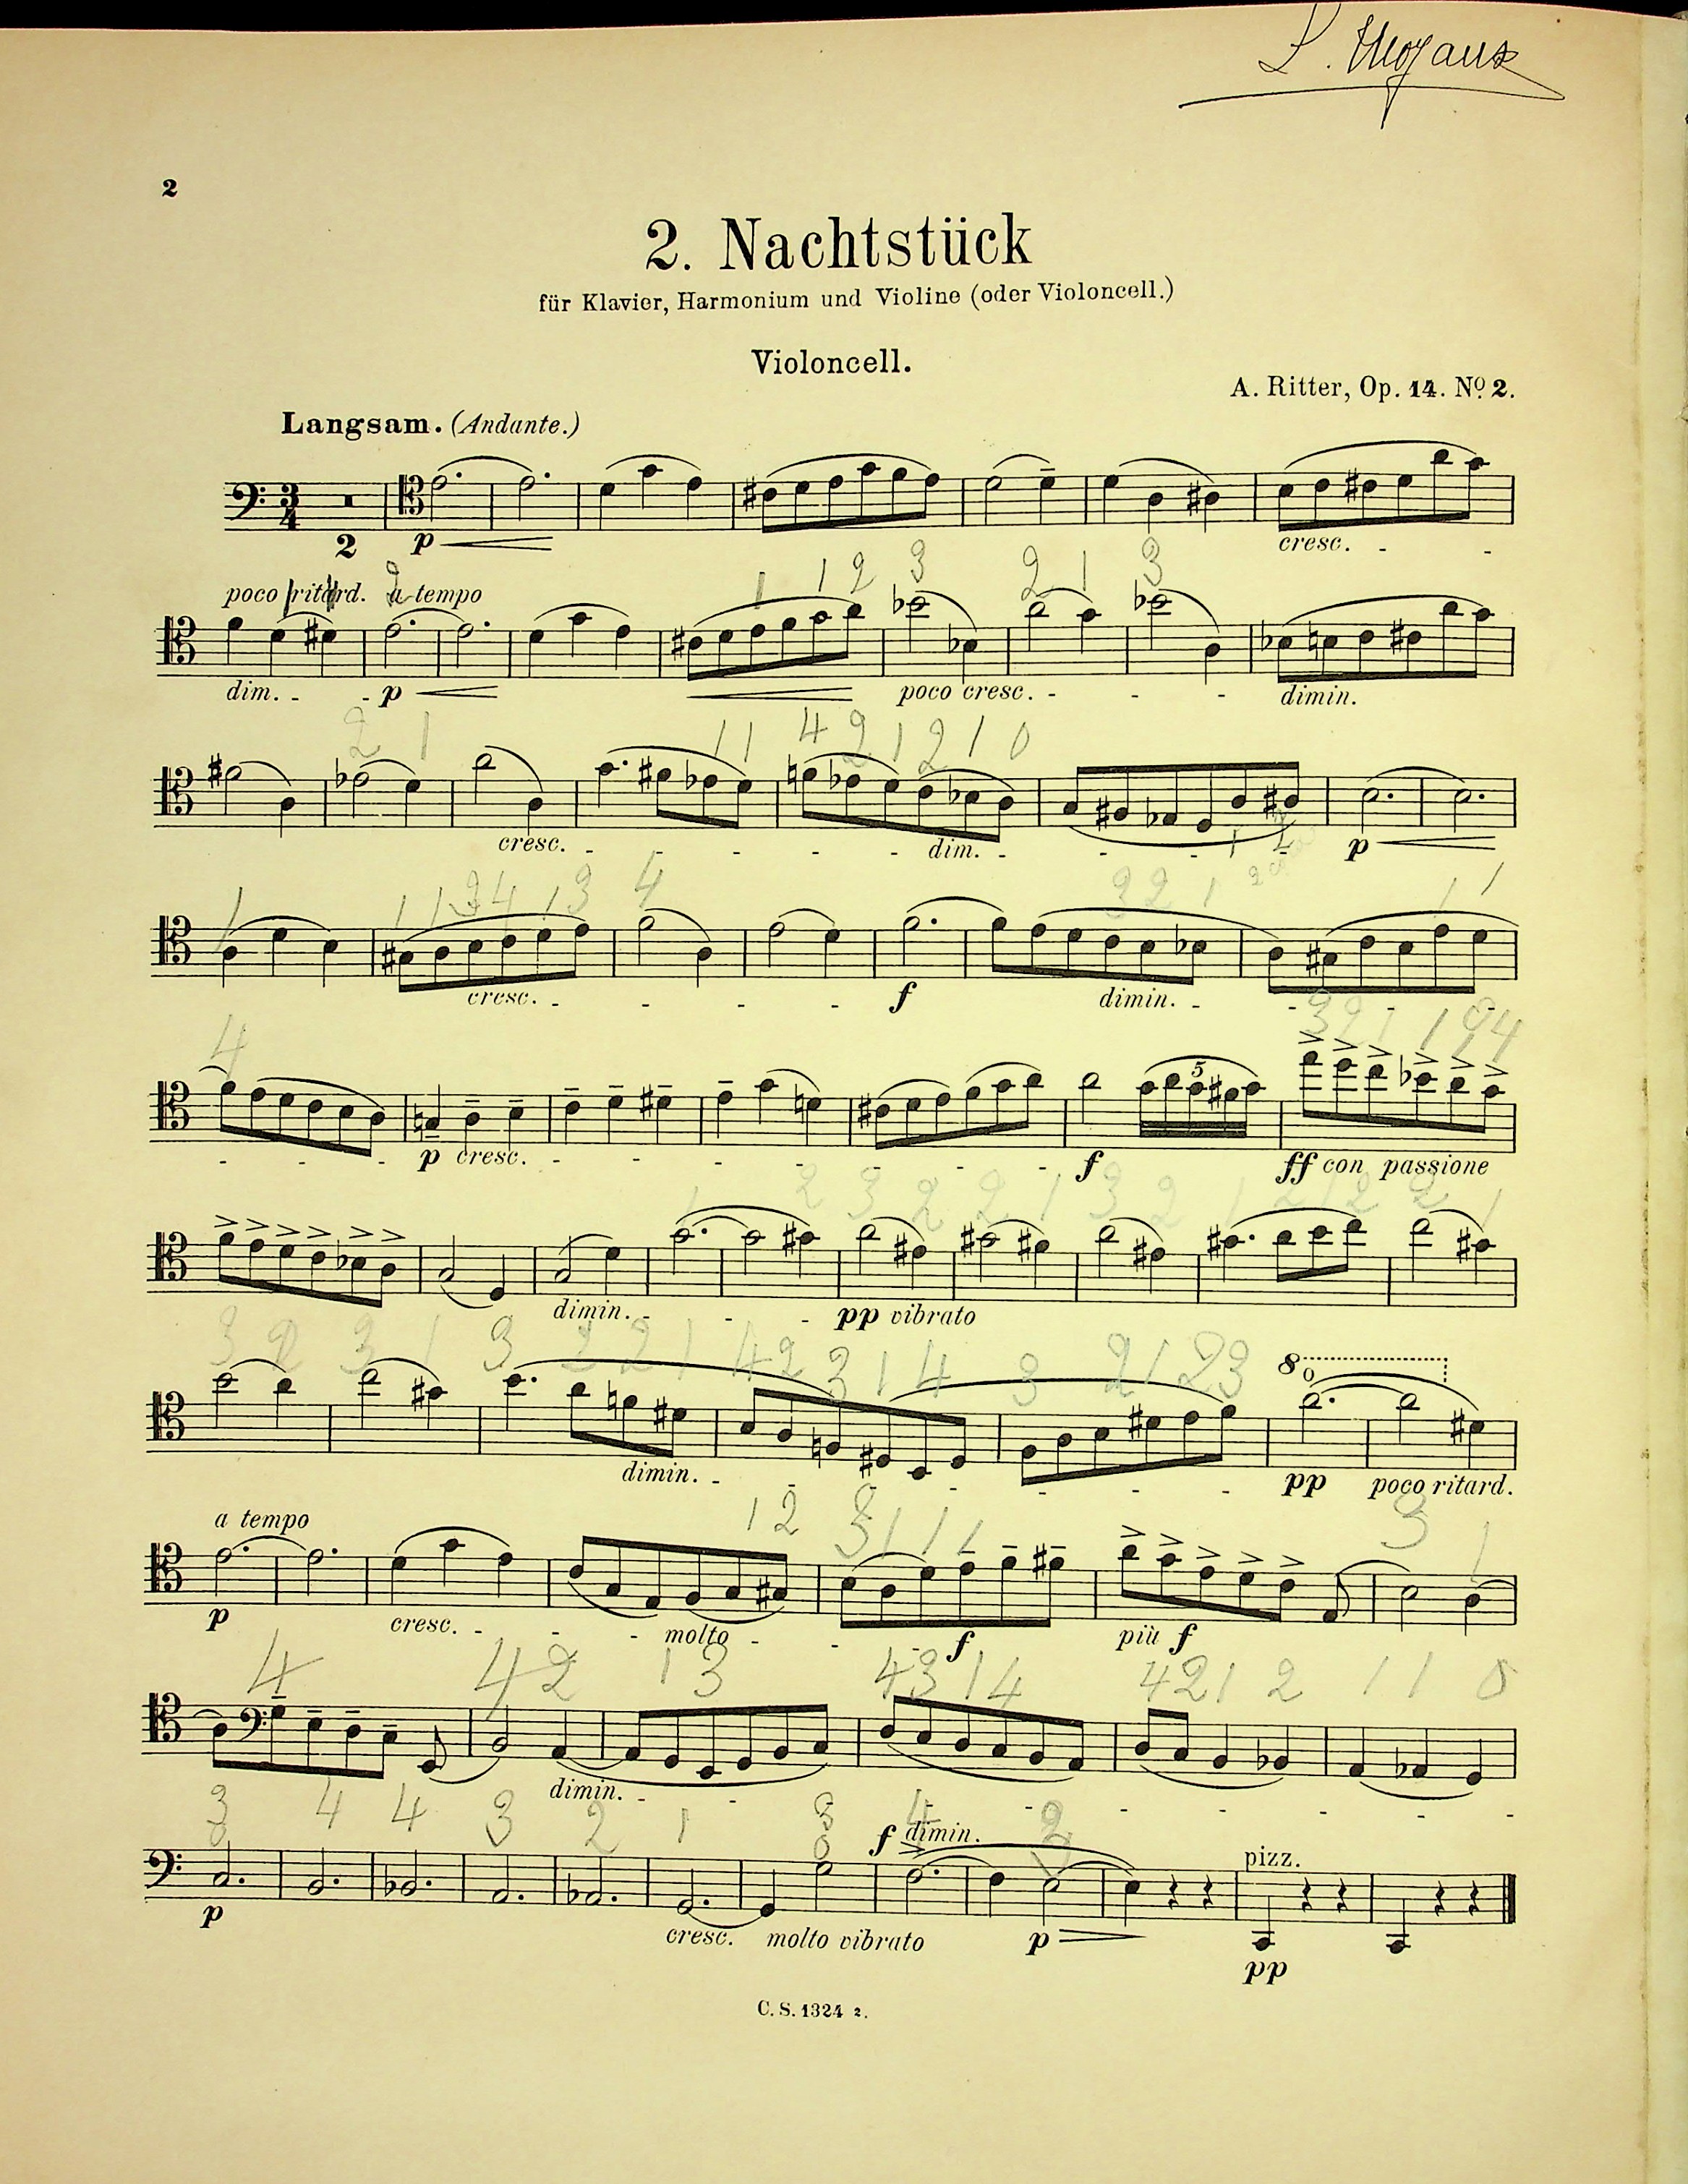 2
2. Nachtstück
für Klavier, Harmonium und Violine (oder Violoncell.)
Violoncell.
A. Ritter, Op. 14. Nº 2.
Langsam. (Andante.)
2
p
cresc. - -
poco ritard. a tempo
dim. - - p poco cresc. - - - dimin.
cresc. - - - - - dim. - - - - p
cresc. - - - - f dimin. - - - -
5
- - - p cresc. - - - - - - - f ff con passione
dimin. - - - pp vibrato
8
dimin. - - - - - - pp poco ritard.
a tempo
p cresc. - - - molto - - - f più f
dimin. - - - - - - - - -
f dimin.
pizz.
p cresc. molto vibrato p pp
C. S. 1324 2.